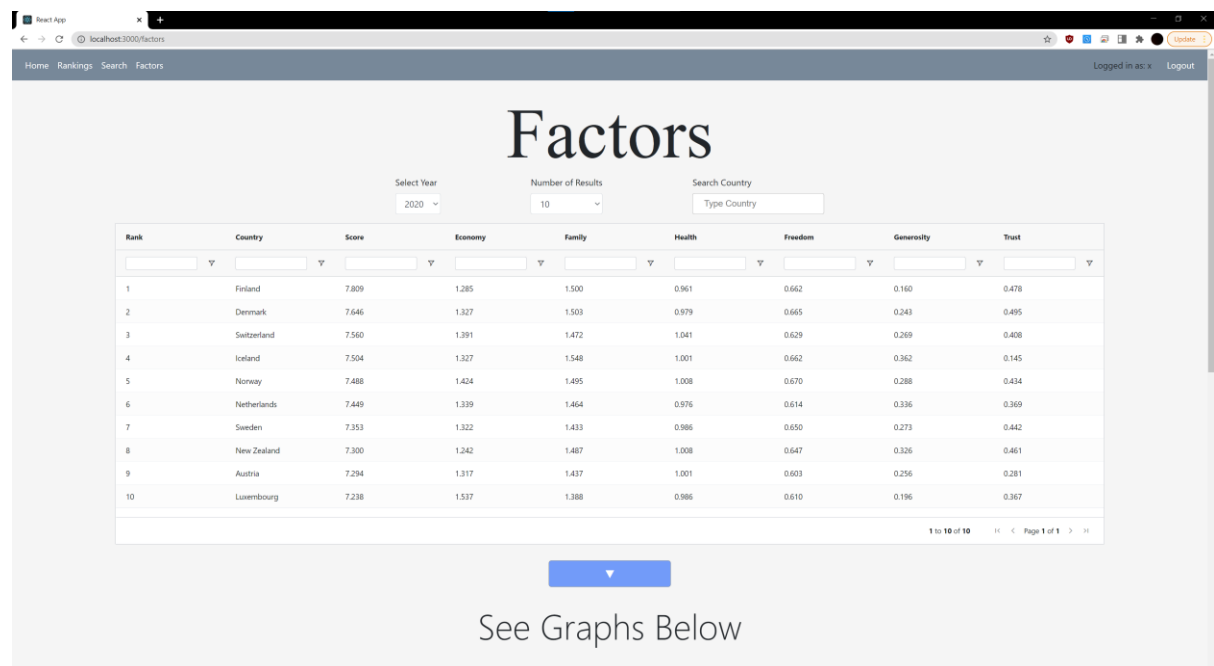 React App
localhost:3000/factors
Update
Home Rankings Search Factors
Logged in as: x Logout
Factors
Select Year Number of Results Search Country
2020 10 Type Country
Rank Country Score Economy Family Health Freedom Generosity Trust
1 Finland 7.809 1.285 1.500 0.961 0.662 0.160 0.478
2 Denmark 7.646 1.327 1.503 0.979 0.665 0.243 0.495
3 Switzerland 7.560 1.391 1.472 1.041 0.629 0.269 0.408
4 Iceland 7.504 1.327 1.548 1.001 0.662 0.362 0.145
5 Norway 7.488 1.424 1.495 1.008 0.670 0.288 0.434
6 Netherlands 7.449 1.339 1.464 0.976 0.614 0.336 0.369
7 Sweden 7.353 1.322 1.433 0.986 0.650 0.273 0.442
8 New Zealand 7.300 1.242 1.487 1.008 0.647 0.326 0.461
9 Austria 7.294 1.317 1.437 1.001 0.603 0.256 0.281
10 Luxembourg 7.238 1.537 1.388 0.986 0.610 0.196 0.367
1 to 10 of 10 Page 1 of 1
See Graphs Below